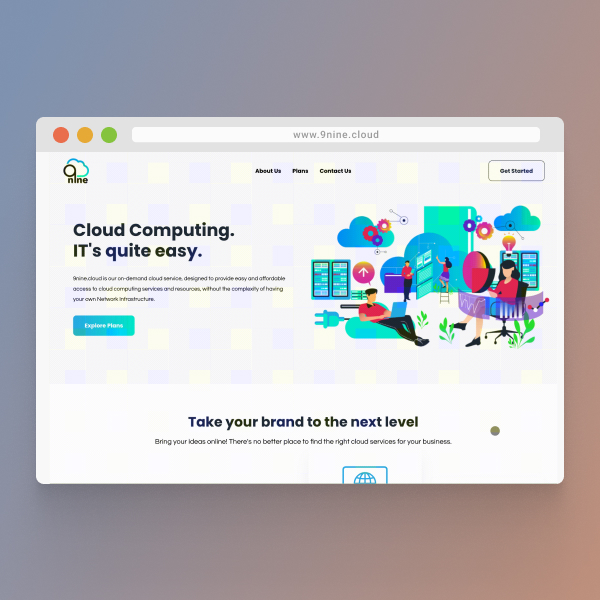 www.9nine.cloud
9
nine
About Us
Plans
Contact Us
Get Started
Cloud Computing.
IT's quite easy.
9nine.cloud is our on-demand cloud service, designed to provide easy and affordable
access to cloud computing services and resources, without the complexity of having
your own Network Infrastructure.
Explore Plans
Take your brand to the next level
Bring your ideas online! There's no better place to find the right cloud services for your business.